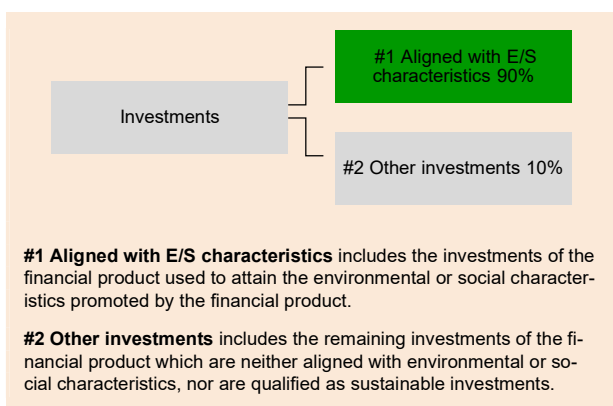 #1 Aligned with E/S
characteristics 90%
Investments
#2 Other investments 10%
#1 Aligned with E/S characteristics includes the investments of the
financial product used to attain the environmental or social character-
istics promoted by the financial product.
#2 Other investments includes the remaining investments of the fi-
nancial product which are neither aligned with environmental or so-
cial characteristics, nor are qualified as sustainable investments.